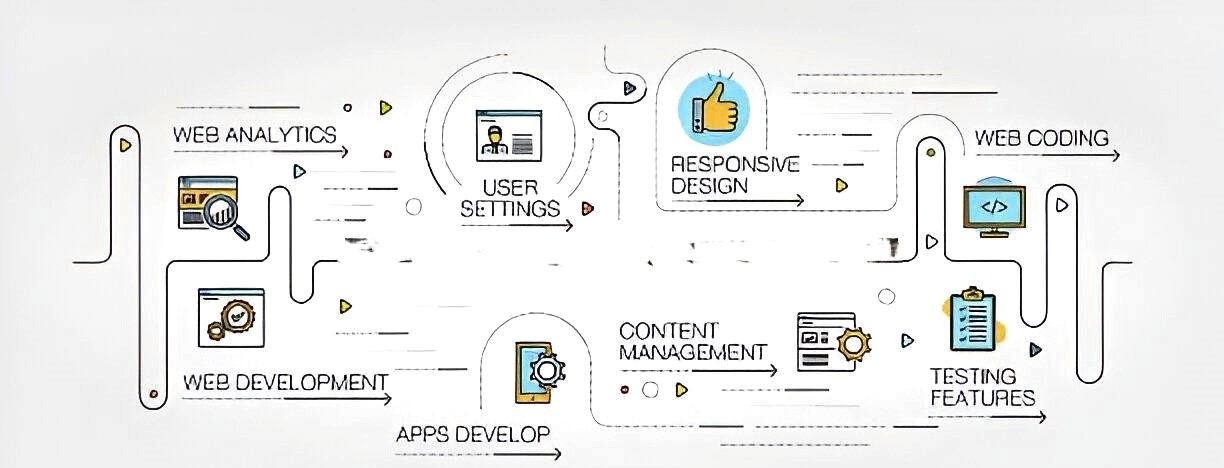 WEB ANALYTICS
USER
SETTINGS
RESPONSIVE
DESIGN
WEB CODING
</>
WEB DEVELOPMENT
APPS DEVELOP
CONTENT
MANAGEMENT
TESTING
FEATURES